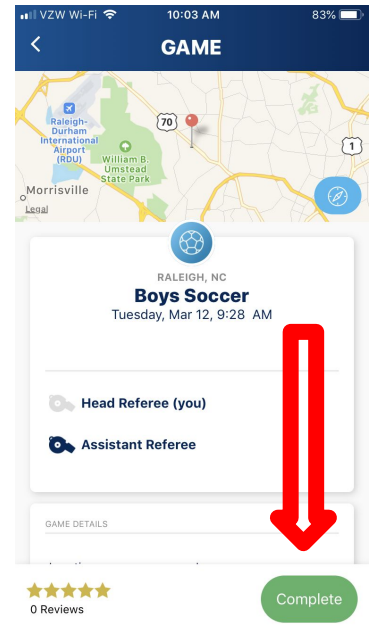 VZW Wi-Fi 10:03 AM 83%
GAME
Raleigh-
Durham
International
Airport
(RDU)
70
1
William B.
Umstead
State Park
Morrisville
Legal
RALEIGH, NC
Boys Soccer
Tuesday, Mar 12, 9:28 AM
Head Referee (you)
Assistant Referee
GAME DETAILS
0 Reviews
Complete